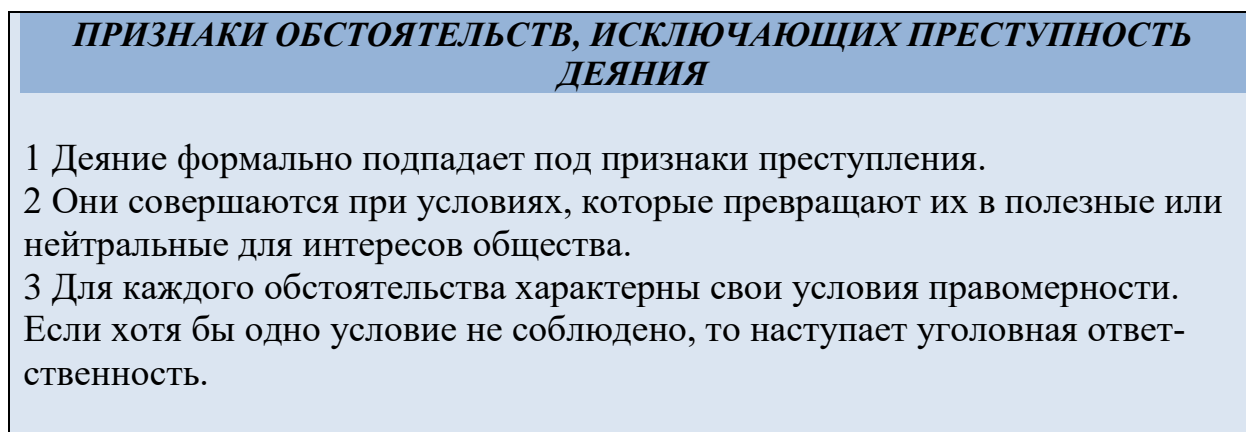 ПРИЗНАКИ ОБСТОЯТЕЛЬСТВ, ИСКЛЮЧАЮЩИХ ПРЕСТУПНОСТЬ
ДЕЯНИЯ
1 Деяние формально подпадает под признаки преступления.
2 Они совершаются при условиях, которые превращают их в полезные или
нейтральные для интересов общества.
3 Для каждого обстоятельства характерны свои условия правомерности.
Если хотя бы одно условие не соблюдено, то наступает уголовная ответ-
ственность.